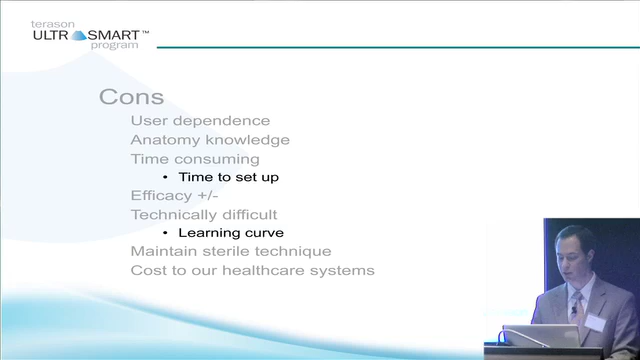 terason
ULTRASMART™
program
Cons
User dependence
Anatomy knowledge
Time consuming
• Time to set up
Efficacy +/-
Technically difficult
• Learning curve
Maintain sterile technique
Cost to our healthcare systems